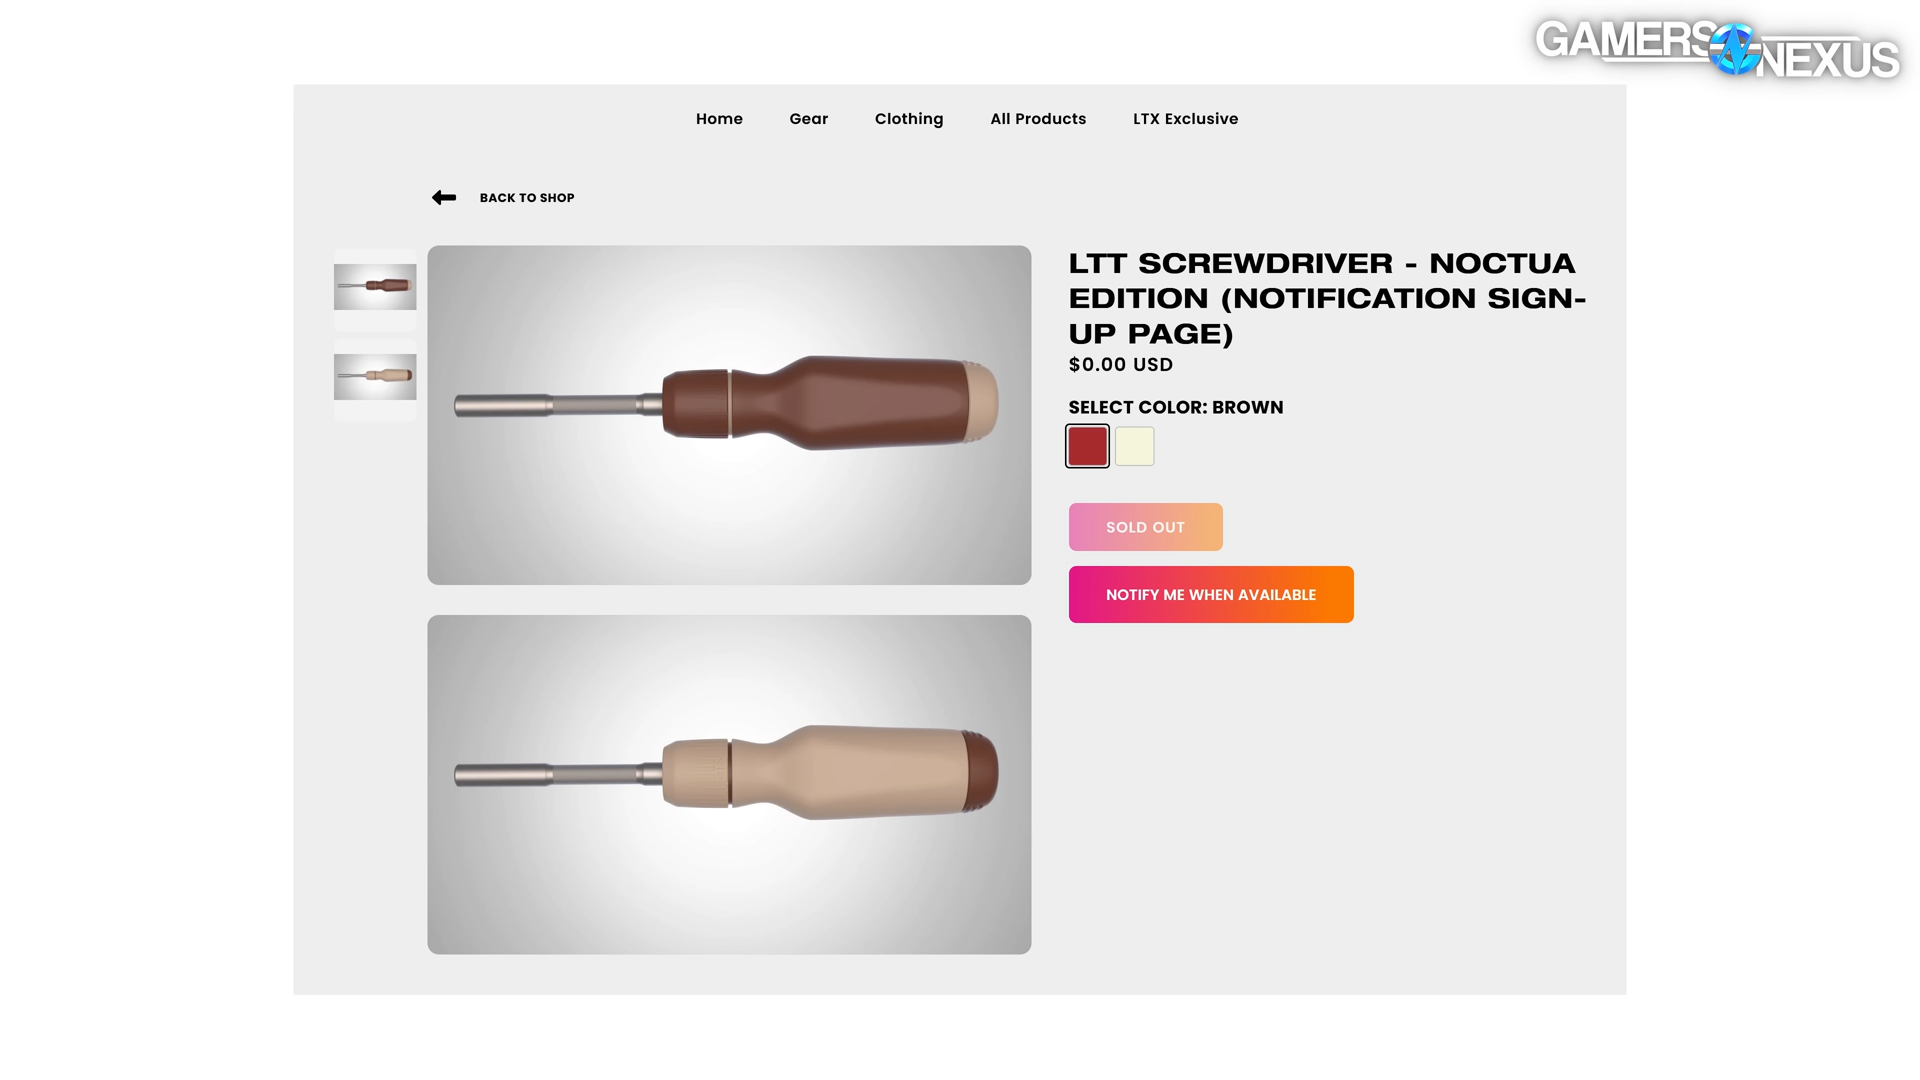 GAMERS NEXUS
Home Gear Clothing All Products LTX Exclusive
BACK TO SHOP
LTT SCREWDRIVER - NOCTUA
EDITION (NOTIFICATION SIGN-
UP PAGE)
$0.00 USD
SELECT COLOR: BROWN
SOLD OUT
NOTIFY ME WHEN AVAILABLE